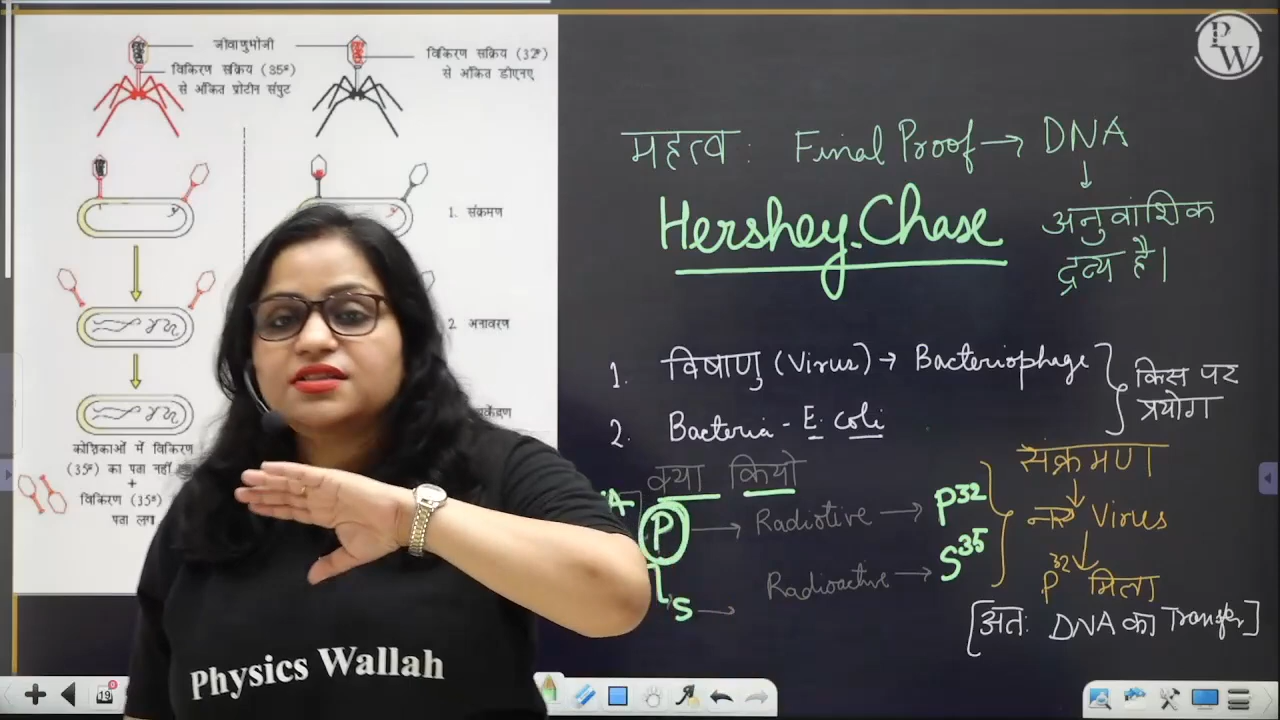 जीवाणुभोजी
विकिरण सक्रिय (35ˢ)
से अंकित प्रोटीन संपुट
विकिरण सक्रिय (32ᵖ)
से अंकित डीएनए
1. संक्रमण
2. अनावरण
कोशिकाओं में विकिरण
(35ˢ) का पता नहीं
+
विकिरण (35ˢ)
पता लगा
PW
महत्व: Final Proof → DNA
↓
Hershey-Chase
अनुवांशिक
द्रव्य है।
1. विषाणु (Virus) → Bacteriophage
2. Bacteria - E. Coli
किस पर
प्रयोग
क्या कियो
P → Radiotive → P³²
S → Radioactive → S³⁵
संक्रमण
↓
Virus
↓
P³² मिला
[अतः DNA का Transfer]
Physics Wallah
19